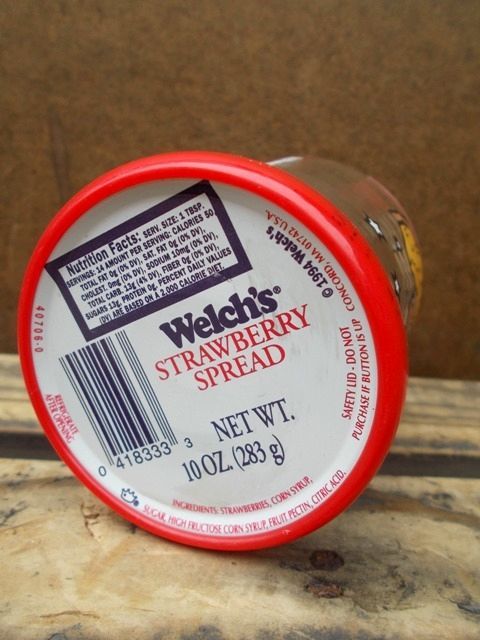 Nutrition Facts: SERV. SIZE: 1 TBSP.
SERVINGS: 14 AMOUNT PER SERVING: CALORIES 50
TOTAL FAT 0g (0% DV), SAT. FAT 0g (0% DV),
CHOLEST. 0mg (0% DV), SODIUM 10mg (0% DV),
TOTAL CARB. 13g (4% DV), FIBER 0g (0% DV),
SUGARS 13g, PROTEIN 0g. PERCENT DAILY VALUES
(DV) ARE BASED ON A 2,000 CALORIE DIET.
©1994 Welch's
CONCORD, MA 01742 U.S.A.
40706-0
Welch's®
STRAWBERRY
SPREAD
SAFETY LID - DO NOT
PURCHASE IF BUTTON IS UP
REFRIGERATE
AFTER OPENING
0 418333 3
NET WT.
10 OZ. (283 g)
INGREDIENTS: STRAWBERRIES, CORN SYRUP,
SUGAR, HIGH FRUCTOSE CORN SYRUP, FRUIT PECTIN, CITRIC ACID.